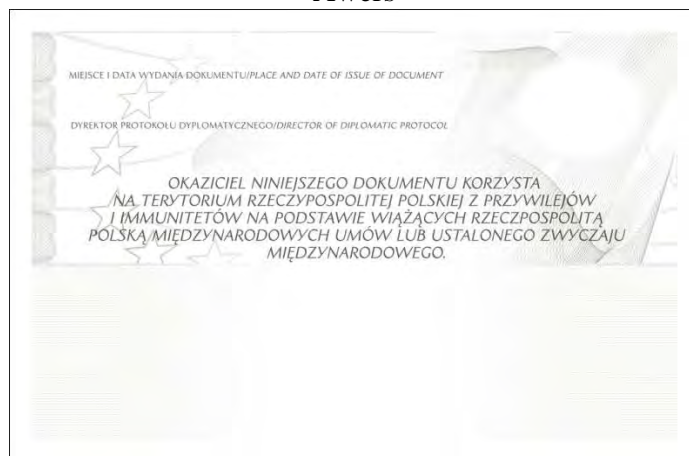 MIEJSCE I DATA WYDANIA DOKUMENTU/PLACE AND DATE OF ISSUE OF DOCUMENT
DYREKTOR PROTOKOŁU DYPLOMATYCZNEGO/DIRECTOR OF DIPLOMATIC PROTOCOL
OKAZICIEL NINIEJSZEGO DOKUMENTU KORZYSTA
NA TERYTORIUM RZECZYPOSPOLITEJ POLSKIEJ Z PRZYWILEJÓW
I IMMUNITETÓW NA PODSTAWIE WIĄŻĄCYCH RZECZPOSPOLITĄ
POLSKĄ MIĘDZYNARODOWYCH UMÓW LUB USTALONEGO ZWYCZAJU
MIĘDZYNARODOWEGO.